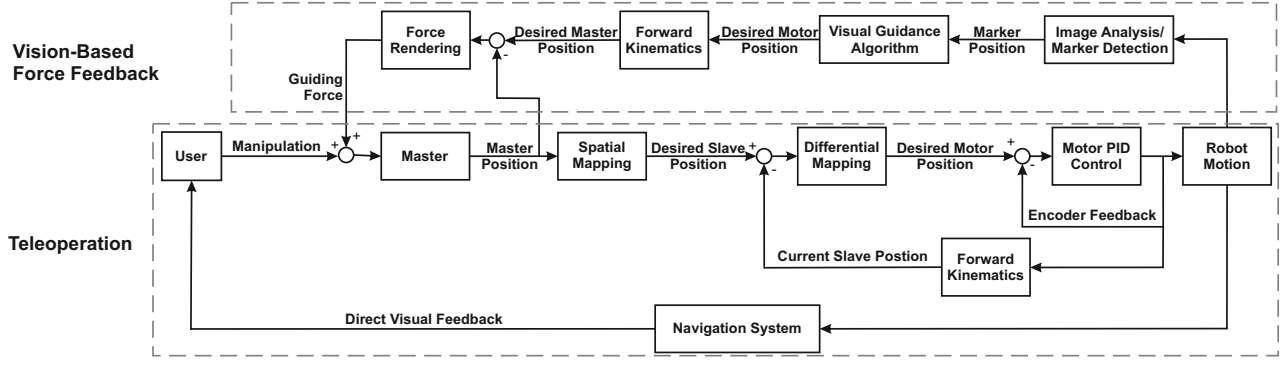 Vision-Based
Force Feedback
Force
Rendering
Desired Master
Position
Forward
Kinematics
Desired Motor
Position
Visual Guidance
Algorithm
Marker
Position
Image Analysis/
Marker Detection
-
Guiding
Force
+
+
User
Manipulation
Master
Master
Position
Spatial
Mapping
Desired Slave
Position
+
-
Differential
Mapping
Desired Motor
Position
+
-
Motor PID
Control
Robot
Motion
Teleoperation
Encoder Feedback
Current Slave Postion
Forward
Kinematics
Direct Visual Feedback
Navigation System